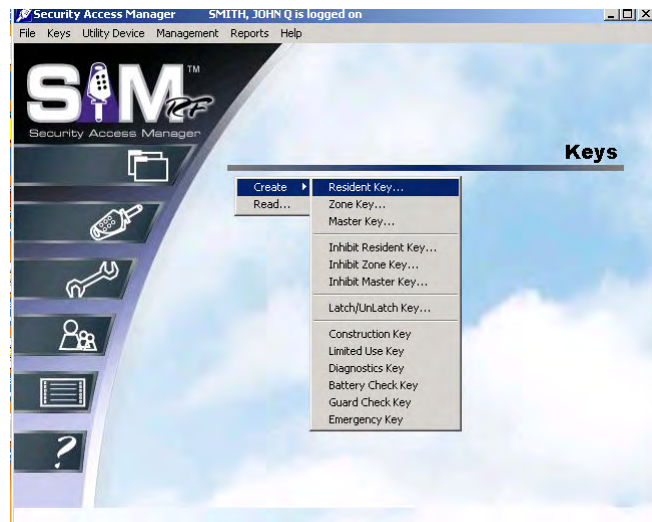 Security Access Manager SMITH, JOHN Q is logged on
File Keys Utility Device Management Reports Help
SAM TM
RF
Security Access Manager
Keys
Create
Read...
Resident Key...
Zone Key...
Master Key...
Inhibit Resident Key...
Inhibit Zone Key...
Inhibit Master Key...
Latch/UnLatch Key...
Construction Key
Limited Use Key
Diagnostics Key
Battery Check Key
Guard Check Key
Emergency Key
?